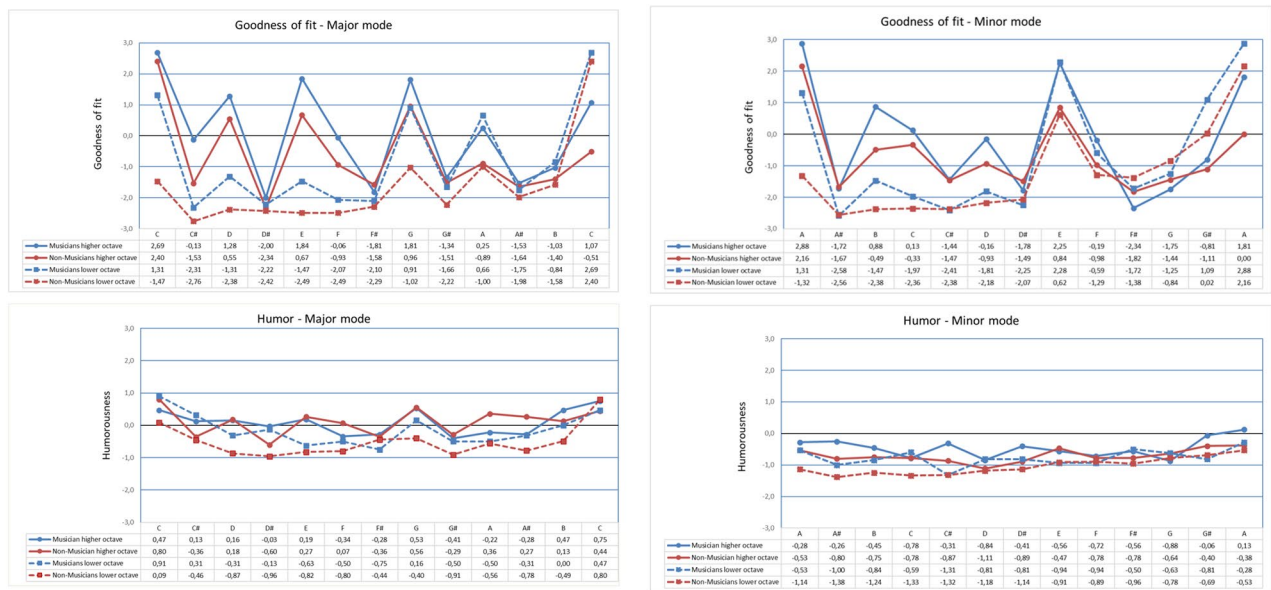 Goodness of fit - Major mode
Goodness of fit
3,0
2,0
1,0
0,0
-1,0
-2,0
-3,0
C C# D D# E F F# G G# A A# B C
Musicians higher octave 2,69 -0,13 1,28 -2,00 1,84 -0,06 -1,81 1,81 -1,34 0,25 -1,53 -1,03 1,07
Non-Musicians higher octave 2,40 -1,53 0,55 -2,34 0,67 -0,93 -1,58 0,96 -1,51 -0,89 -1,65 -1,40 -0,51
Musicians lower octave 1,31 -2,31 -1,31 -2,22 -1,47 -2,07 -2,10 0,91 -1,66 0,66 -1,75 -0,84 2,69
Non-Musicians lower octave -1,47 -2,76 -2,38 -2,42 -2,49 -2,49 -2,29 -1,02 -2,22 -1,00 -1,98 -1,58 2,40
Goodness of fit - Minor mode
Goodness of fit
3,0
2,0
1,0
0,0
-1,0
-2,0
-3,0
A A# B C C# D D# E F F# G G# A
Musicians higher octave 2,88 -1,72 0,88 0,13 -1,44 -0,16 -1,78 2,25 -0,19 -2,34 -1,75 -0,81 1,81
Non-Musicians higher octave 2,16 -1,67 -0,49 -0,33 -1,47 -0,93 -1,49 0,84 -0,98 -1,82 -1,44 -1,11 0,00
Musician lower octave 1,31 -2,58 -1,47 -1,97 -2,41 -1,81 -2,25 2,28 -0,59 -1,72 -1,25 1,09 2,88
Non-Musicians lower octave -1,32 -2,56 -2,38 -2,36 -2,38 -2,18 -2,07 0,62 -1,29 -1,38 -0,84 0,02 2,16
Humor - Major mode
Humorousness
3,0
2,0
1,0
0,0
-1,0
-2,0
-3,0
C C# D D# E F F# G G# A A# B C
Musician higher octave 0,47 0,13 0,16 -0,03 0,19 -0,34 -0,28 0,53 -0,41 -0,22 -0,28 0,47 0,75
Non-Musician higher octave 0,80 -0,36 0,18 -0,60 0,27 0,07 -0,36 0,56 -0,29 0,36 0,27 0,13 0,44
Musicians lower octave 0,91 0,31 -0,31 -0,13 -0,63 -0,50 -0,75 0,16 -0,50 -0,50 -0,31 0,00 0,47
Non-Musicians lower octave 0,09 -0,46 -0,87 -0,96 -0,82 -0,80 -0,44 -0,40 -0,91 -0,56 -0,78 -0,49 0,80
Humor - Minor mode
Humorousness
3,0
2,0
1,0
0,0
-1,0
-2,0
-3,0
A A# B C C# D D# E F F# G G# A
Musician higher octave -0,28 -0,26 -0,45 -0,78 -0,31 -0,84 -0,41 -0,56 -0,72 -0,56 -0,88 -0,06 0,13
Non-Musicians higher octave -0,53 -0,80 -0,75 -0,78 -0,87 -1,11 -0,89 -0,47 -0,78 -0,78 -0,64 -0,40 -0,38
Musicians lower octave -0,53 -1,00 -0,84 -0,59 -1,31 -0,81 -0,81 -0,94 -0,94 -0,50 -0,63 -0,81 -0,28
Non-Musicians lower octave -1,14 -1,38 -1,24 -1,33 -1,32 -1,18 -1,14 -0,91 -0,89 -0,96 -0,78 -0,69 -0,53